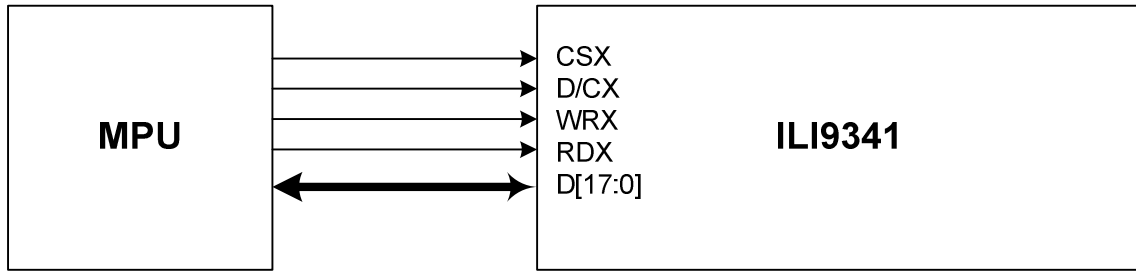 MPU
CSX
D/CX
WRX
RDX
D[17:0]
ILI9341